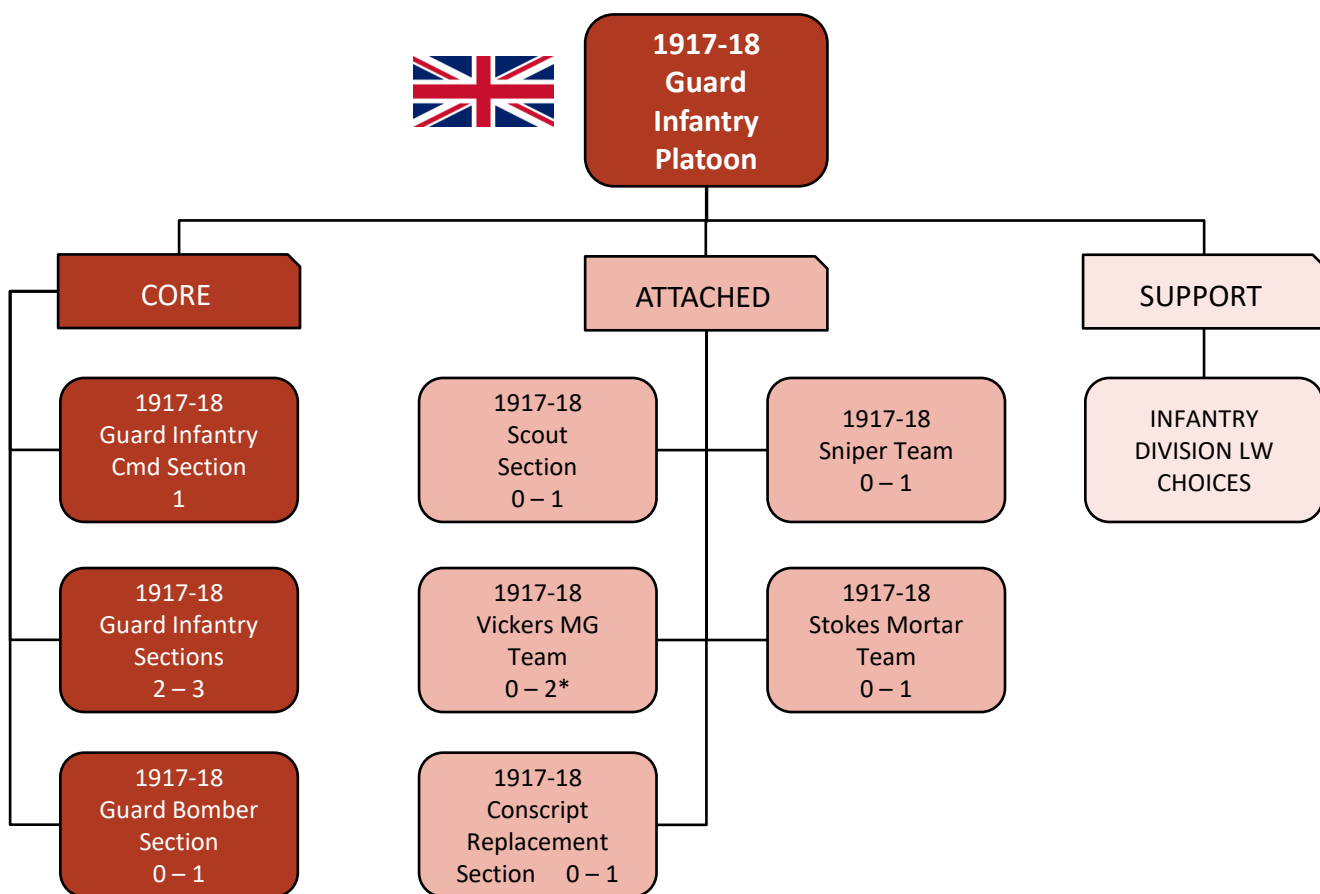 1917-18
Guard
Infantry
Platoon
CORE
ATTACHED
SUPPORT
1917-18
Guard Infantry
Cmd Section
1
1917-18
Scout
Section
0 – 1
1917-18
Sniper Team
0 – 1
INFANTRY
DIVISION LW
CHOICES
1917-18
Guard Infantry
Sections
2 – 3
1917-18
Vickers MG
Team
0 – 2*
1917-18
Stokes Mortar
Team
0 – 1
1917-18
Guard Bomber
Section
0 – 1
1917-18
Conscript
Replacement
Section 0 – 1